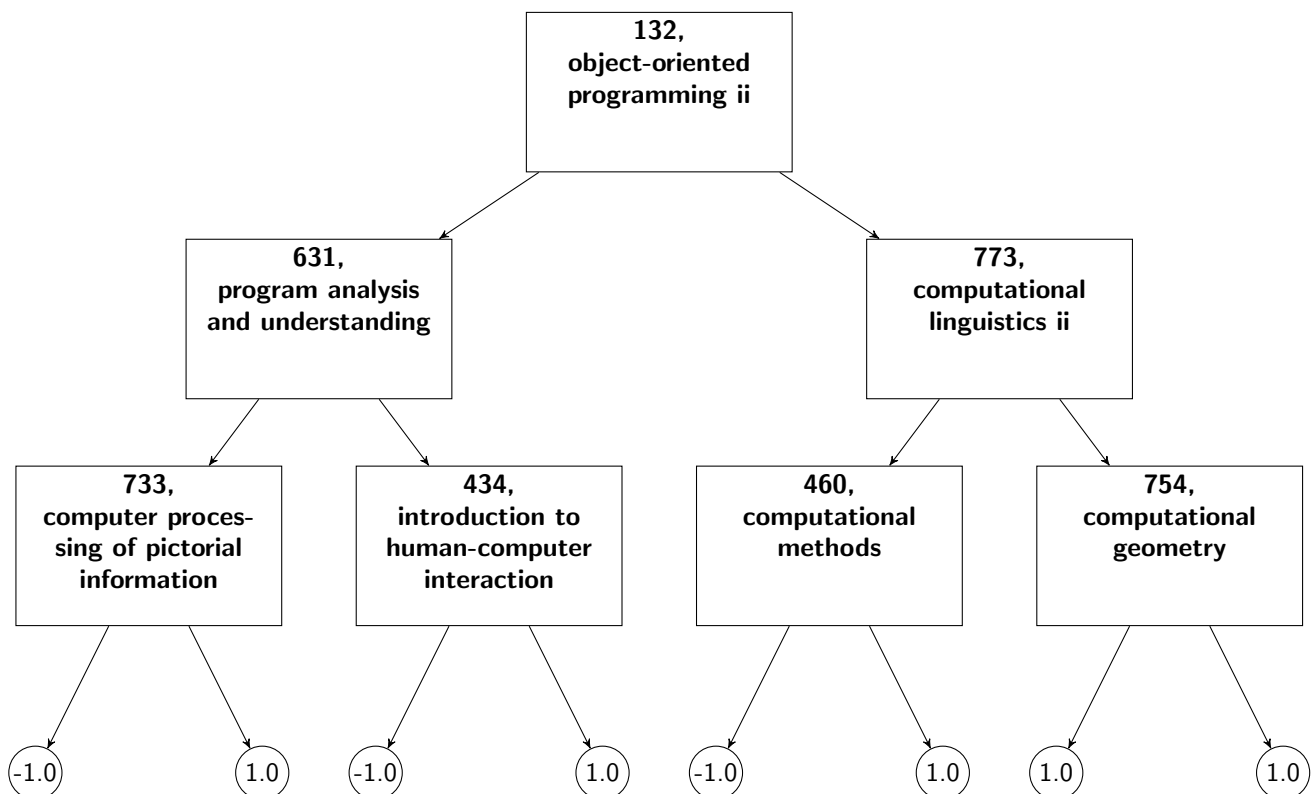 132,
object-oriented
programming ii
631,
program analysis
and understanding
773,
computational
linguistics ii
733,
computer proces-
sing of pictorial
information
434,
introduction to
human-computer
interaction
460,
computational
methods
754,
computational
geometry
-1.0
1.0
-1.0
1.0
-1.0
1.0
1.0
1.0